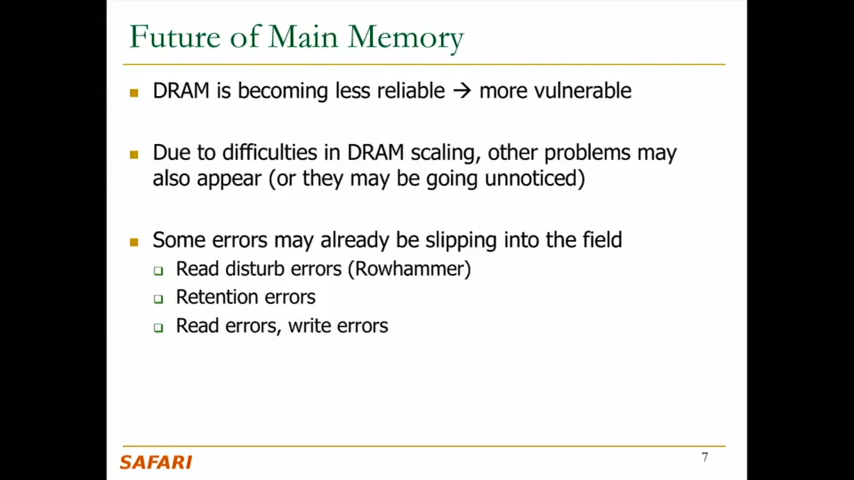 Future of Main Memory
DRAM is becoming less reliable → more vulnerable
Due to difficulties in DRAM scaling, other problems may
also appear (or they may be going unnoticed)
Some errors may already be slipping into the field
Read disturb errors (Rowhammer)
Retention errors
Read errors, write errors
SAFARI
7